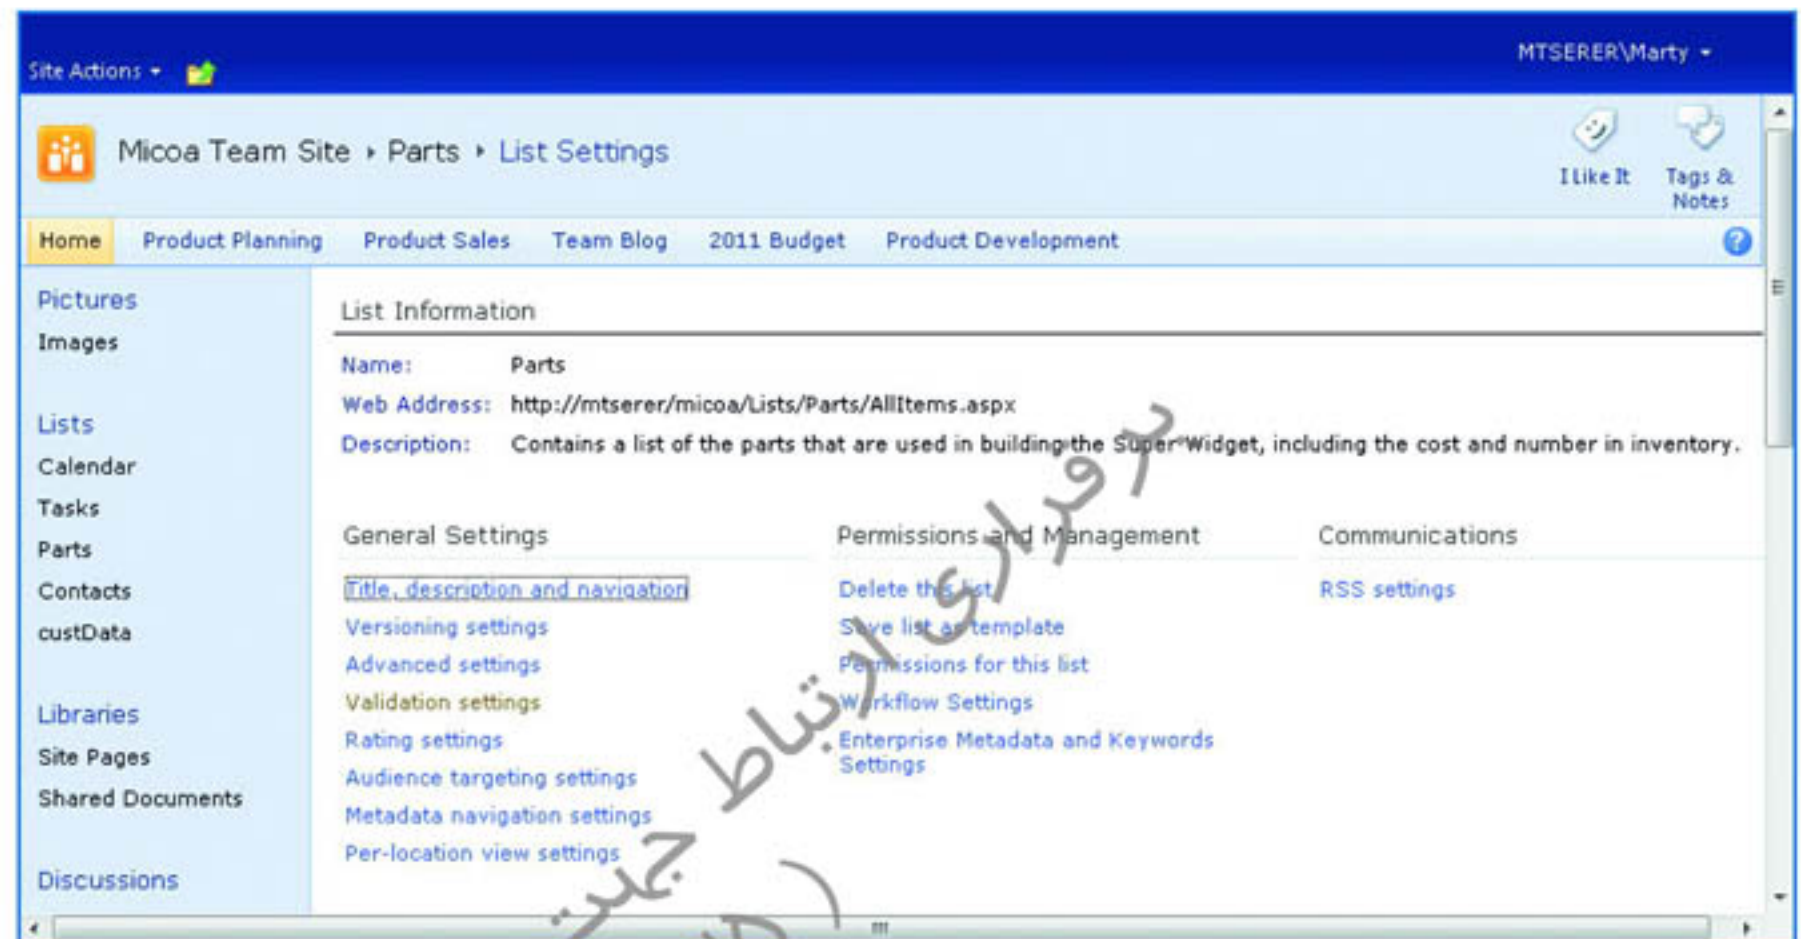 Site Actions
MTSERER\Marty
Micoa Team Site ▸ Parts ▸ List Settings
I Like It
Tags &
Notes
Home Product Planning Product Sales Team Blog 2011 Budget Product Development
Pictures
Images
Lists
Calendar
Tasks
Parts
Contacts
custData
Libraries
Site Pages
Shared Documents
Discussions
List Information
Name: Parts
Web Address: http://mtserer/micoa/Lists/Parts/AllItems.aspx
Description: Contains a list of the parts that are used in building the Super Widget, including the cost and number in inventory.
General Settings
Title, description and navigation
Versioning settings
Advanced settings
Validation settings
Rating settings
Audience targeting settings
Metadata navigation settings
Per-location view settings
Permissions and Management
Delete this list
Save list as template
Permissions for this list
Workflow Settings
Enterprise Metadata and Keywords
Settings
Communications
RSS settings
برقراری ارتباط جهت